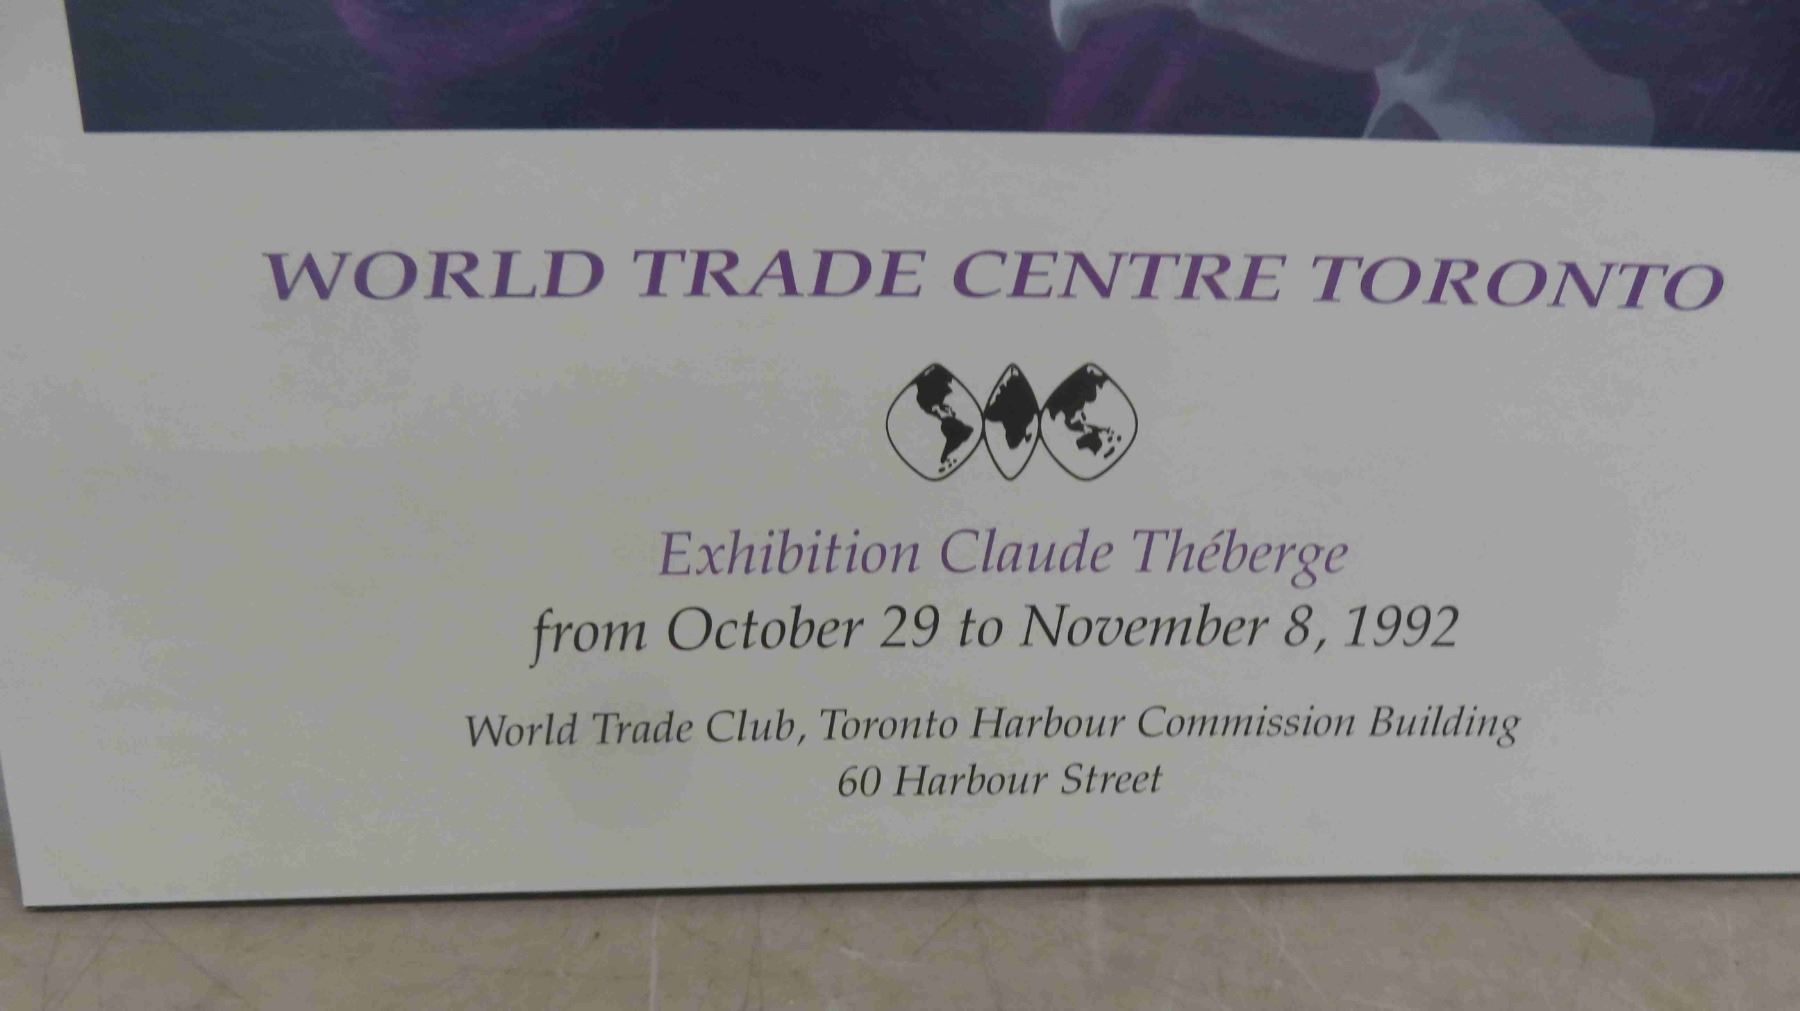 WORLD TRADE CENTRE TORONTO
Exhibition Claude Théberge
from October 29 to November 8, 1992
World Trade Club, Toronto Harbour Commission Building
60 Harbour Street